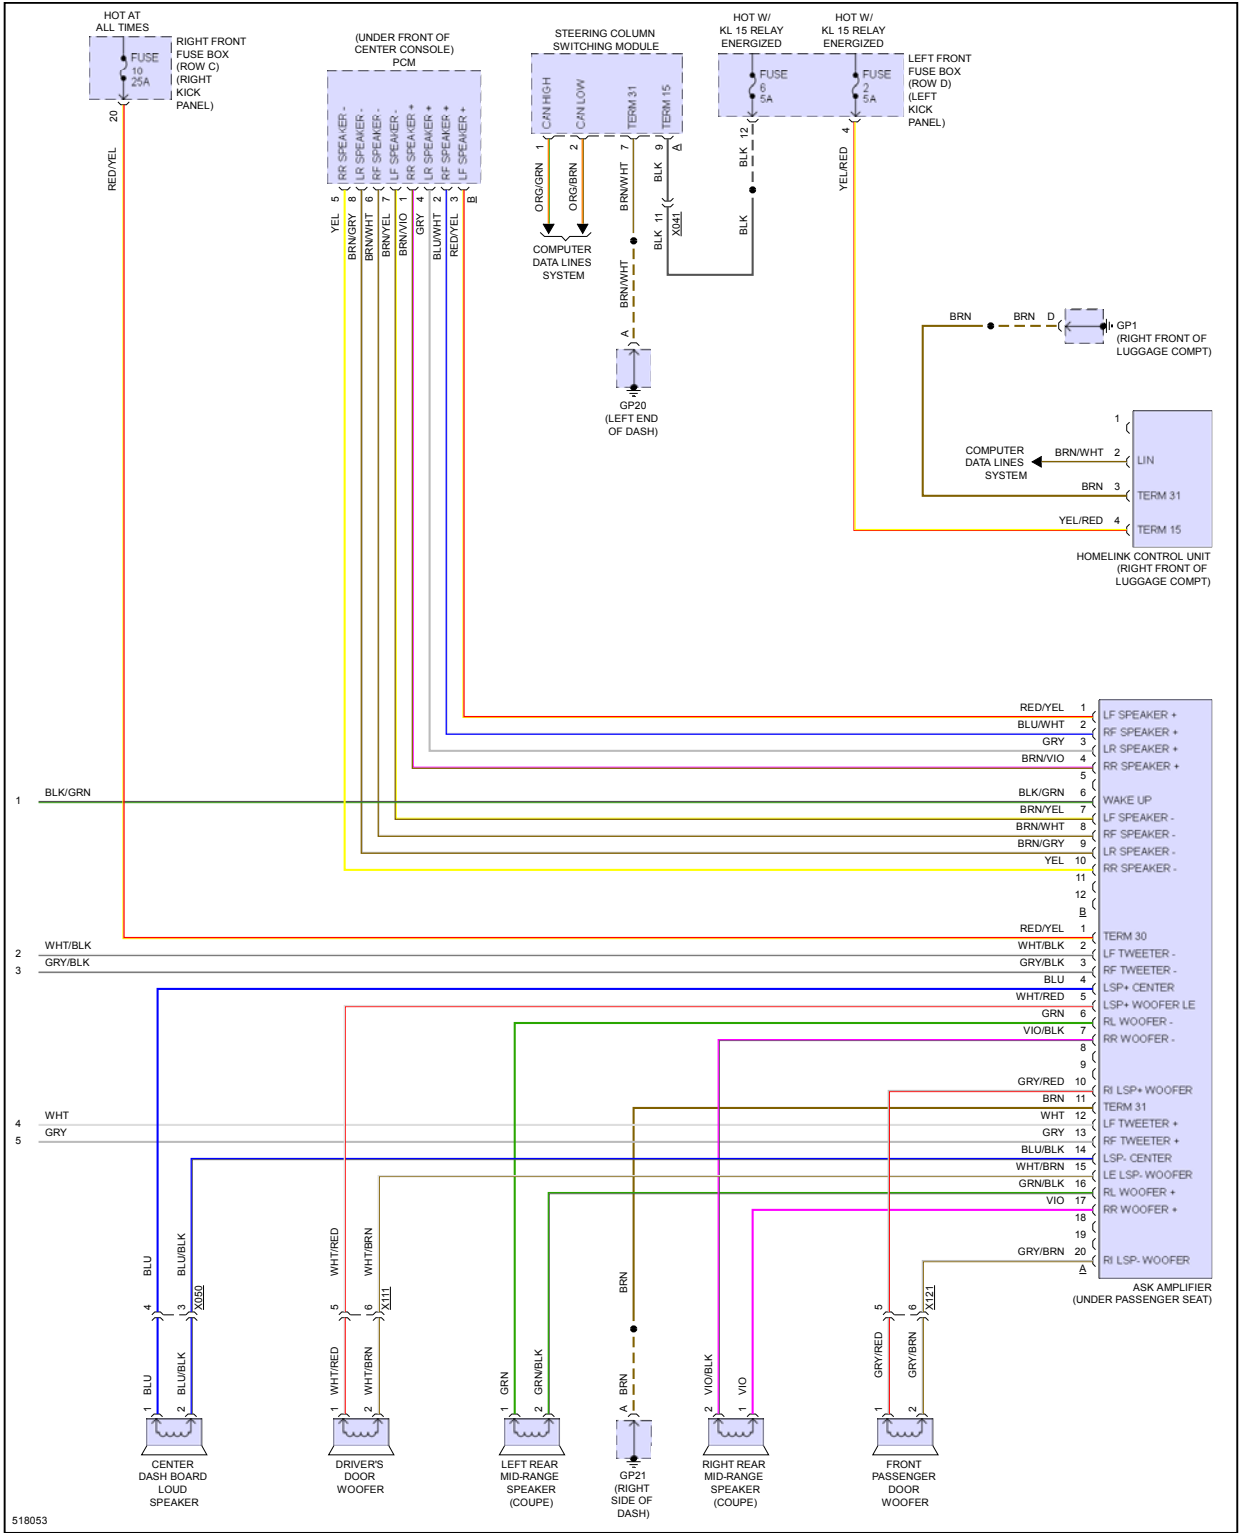 HOT AT
ALL TIMES
FUSE
10
25A
RIGHT FRONT
FUSE BOX
(ROW C)
(RIGHT
KICK
PANEL)
20
RED/YEL
(UNDER FRONT OF
CENTER CONSOLE)
PCM
RR SPEAKER -
LR SPEAKER -
RF SPEAKER -
LF SPEAKER -
RR SPEAKER +
LR SPEAKER +
RF SPEAKER +
LF SPEAKER +
5
8
6
7
1
4
2
3
B
YEL
BRN/GRY
BRN/WHT
BRN/YEL
BRN/VIO
GRY
BLU/WHT
RED/YEL
STEERING COLUMN
SWITCHING MODULE
CAN HIGH
CAN LOW
TERM 31
TERM 15
1
2
7
9
A
ORG/GRN
ORG/BRN
BRN/WHT
BLK
COMPUTER
DATA LINES
SYSTEM
BRN/WHT
A
GP20
(LEFT END
OF DASH)
11
X041
BLK
HOT W/
KL 15 RELAY
ENERGIZED
HOT W/
KL 15 RELAY
ENERGIZED
FUSE
6
5A
FUSE
2
5A
LEFT FRONT
FUSE BOX
(ROW D)
(LEFT
KICK
PANEL)
12
BLK
BLK
4
YEL/RED
BRN
BRN
D
GP1
(RIGHT FRONT OF
LUGGAGE COMPT)
1
COMPUTER
DATA LINES
SYSTEM
BRN/WHT
2
LIN
BRN
3
TERM 31
YEL/RED
4
TERM 15
HOMELINK CONTROL UNIT
(RIGHT FRONT OF
LUGGAGE COMPT)
RED/YEL 1 LF SPEAKER +
BLU/WHT 2 RF SPEAKER +
GRY 3 LR SPEAKER +
BRN/VIO 4 RR SPEAKER +
5
1 BLK/GRN
BLK/GRN 6 WAKE UP
BRN/YEL 7 LF SPEAKER -
BRN/WHT 8 RF SPEAKER -
BRN/GRY 9 LR SPEAKER -
YEL 10 RR SPEAKER -
11
12
B
RED/YEL 1 TERM 30
2 WHT/BLK
WHT/BLK 2 LF TWEETER -
3 GRY/BLK
GRY/BLK 3 RF TWEETER -
BLU 4 LSP+ CENTER
WHT/RED 5 LSP+ WOOFER LE
GRN 6 RL WOOFER -
VIO/BLK 7 RR WOOFER -
8
9
GRY/RED 10 RI LSP+ WOOFER
BRN 11 TERM 31
4 WHT
WHT 12 LF TWEETER +
5 GRY
GRY 13 RF TWEETER +
BLU/BLK 14 LSP- CENTER
WHT/BRN 15 LE LSP- WOOFER
GRN/BLK 16 RL WOOFER +
VIO 17 RR WOOFER +
18
19
GRY/BRN 20 RI LSP- WOOFER
A
ASK AMPLIFIER
(UNDER PASSENGER SEAT)
BLU
BLU/BLK
4
3
X050
BLU
BLU/BLK
1
2
CENTER
DASH BOARD
LOUD
SPEAKER
WHT/RED
WHT/BRN
5
6
X111
WHT/RED
WHT/BRN
1
2
DRIVER'S
DOOR
WOOFER
GRN
GRN/BLK
1
2
LEFT REAR
MID-RANGE
SPEAKER
(COUPE)
BRN
BRN
A
GP21
(RIGHT
SIDE OF
DASH)
VIO/BLK
VIO
2
1
RIGHT REAR
MID-RANGE
SPEAKER
(COUPE)
5
6
X121
GRY/RED
GRY/BRN
1
2
FRONT
PASSENGER
DOOR
WOOFER
518053